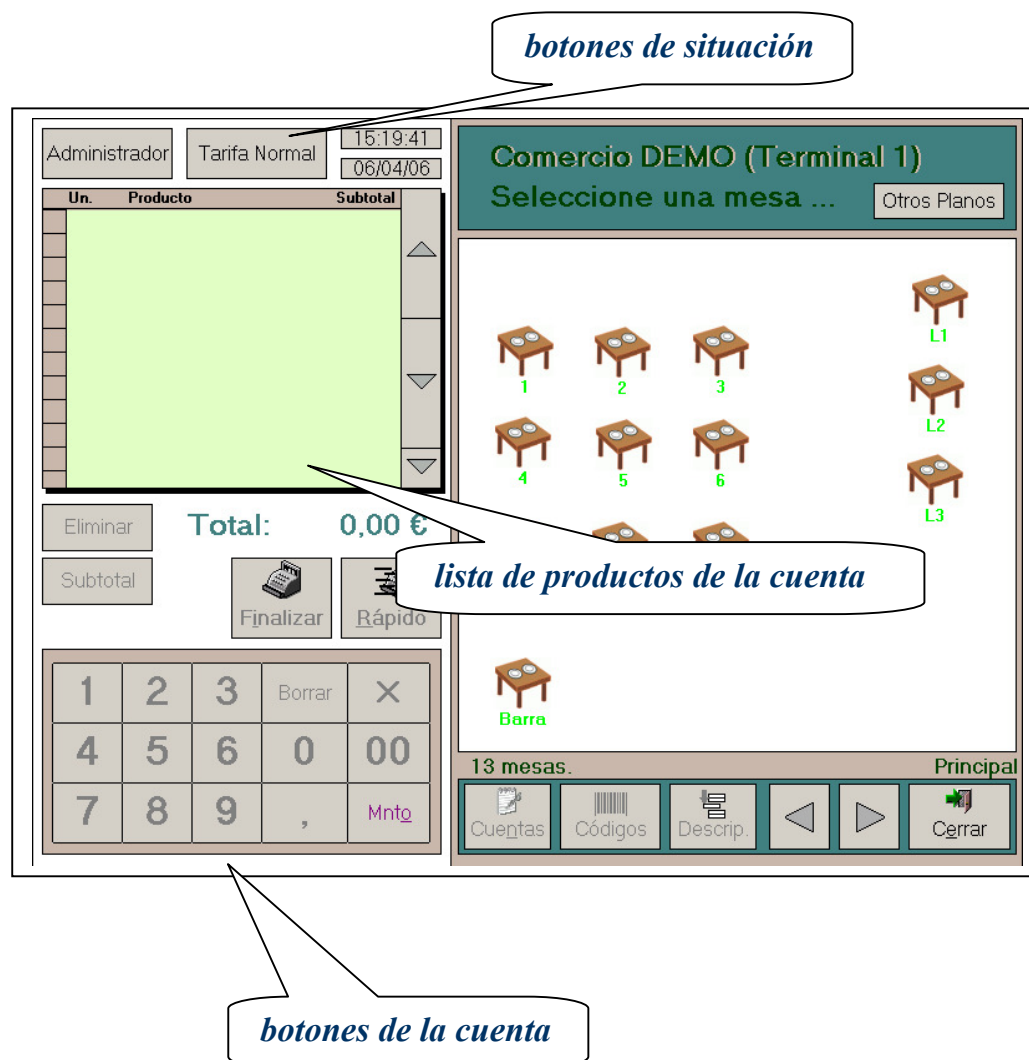 botones de situación
Administrador
Tarifa Normal
15:19:41
06/04/06
Comercio DEMO (Terminal 1)
Seleccione una mesa ...
Otros Planos
Un. Producto Subtotal
L1
1 2 3
L2
4 5 6
L3
Eliminar
Total: 0,00 €
lista de productos de la cuenta
Subtotal
Finalizar
Rápido
1 2 3 Borrar X
Barra
4 5 6 0 00
13 mesas. Principal
7 8 9 , Mnto
Cuentas Códigos Descrip. Cerrar
botones de la cuenta